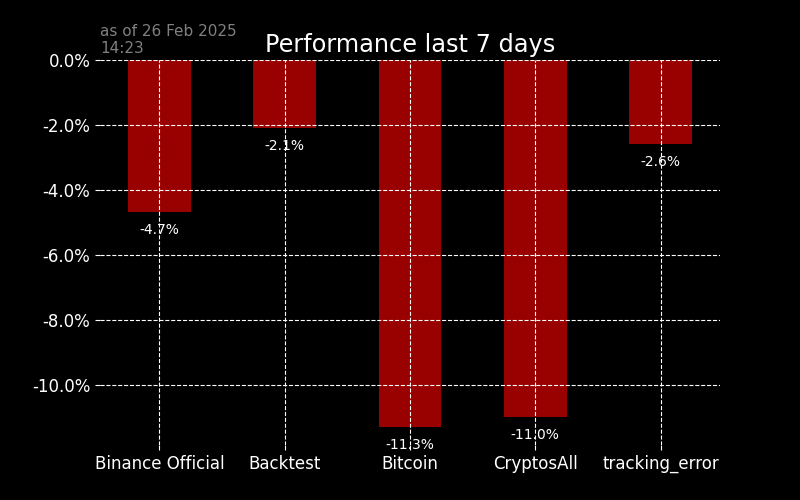 as of 26 Feb 2025
14:23
Performance last 7 days
0.0%
-2.0%
-4.0%
-6.0%
-8.0%
-10.0%
-4.7%
-2.1%
-11.3%
-11.0%
-2.6%
Binance Official
Backtest
Bitcoin
CryptosAll
tracking_error